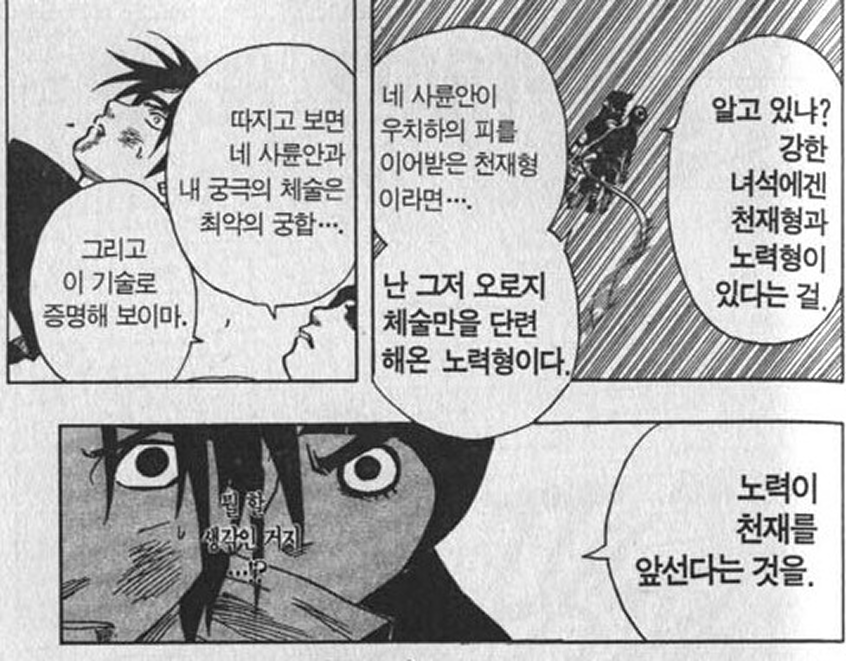 알고 있냐?
강한
녀석에겐
천재형과
노력형이
있다는 걸.
네 사륜안이
우치하의 피를
이어받은 천재형
이라면….
난 그저 오로지
체술만을 단련
해온 노력형이다.
따지고 보면
네 사륜안과
내 궁극의 체술은
최악의 궁합….
그리고
이 기술로
증명해 보이마.
노력이
천재를
앞선다는 것을.
뭘 할
생각인 거지
…!?